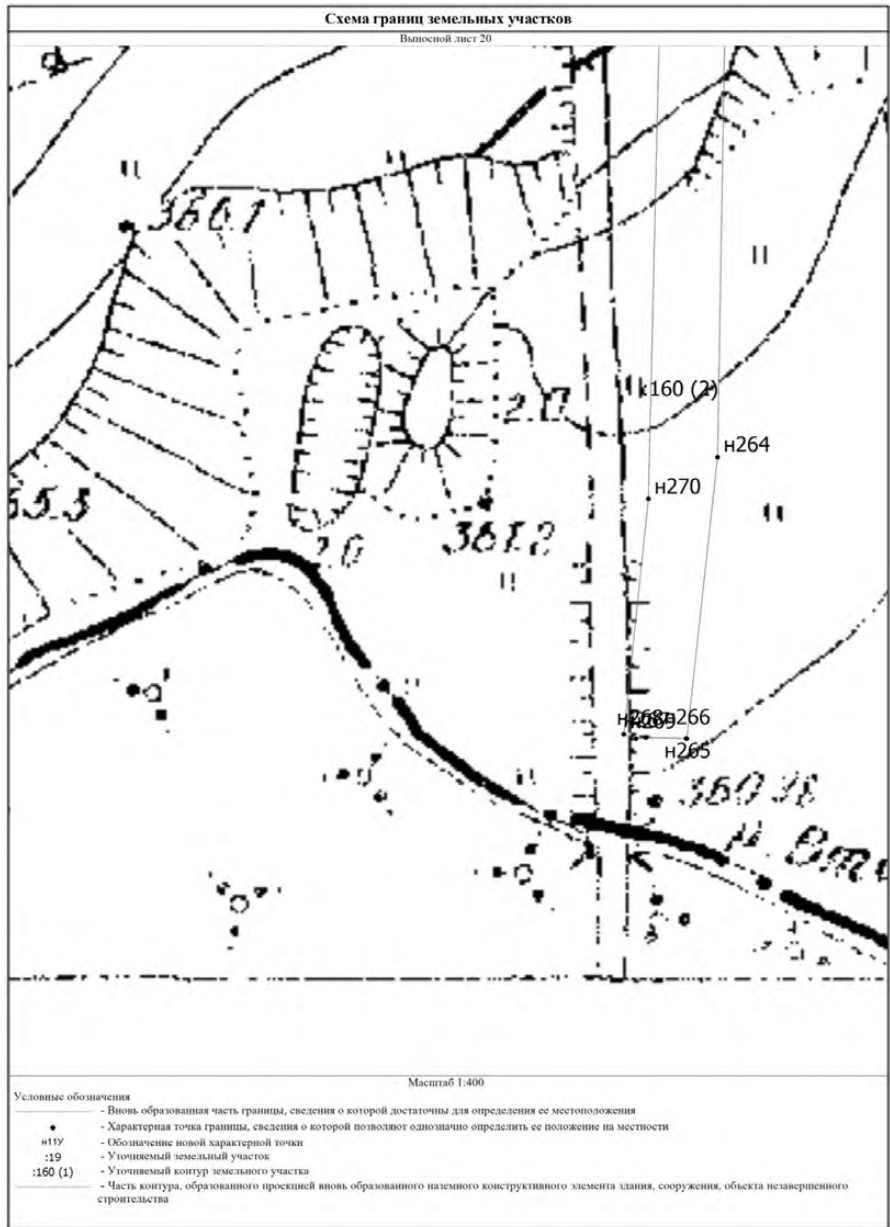 Схема границ земельных участков
Выносной лист 20
360.1
:160 (2)
н264
н270
2.0
361.2
2.0
н266
н265
Масштаб 1:400
Условные обозначения
- Вновь образованная часть границы, сведения о которой достаточны для определения ее местоположения
- Характерная точка границы, сведения о которой позволяют однозначно определить ее положение на местности
н11У - Обозначение новой характерной точки
:19 - Уточняемый земельный участок
:160 (1) - Уточняемый контур земельного участка
- Часть контура, образованного проекцией вновь образованного наземного конструктивного элемента здания, сооружения, объекта незавершенного
строительства